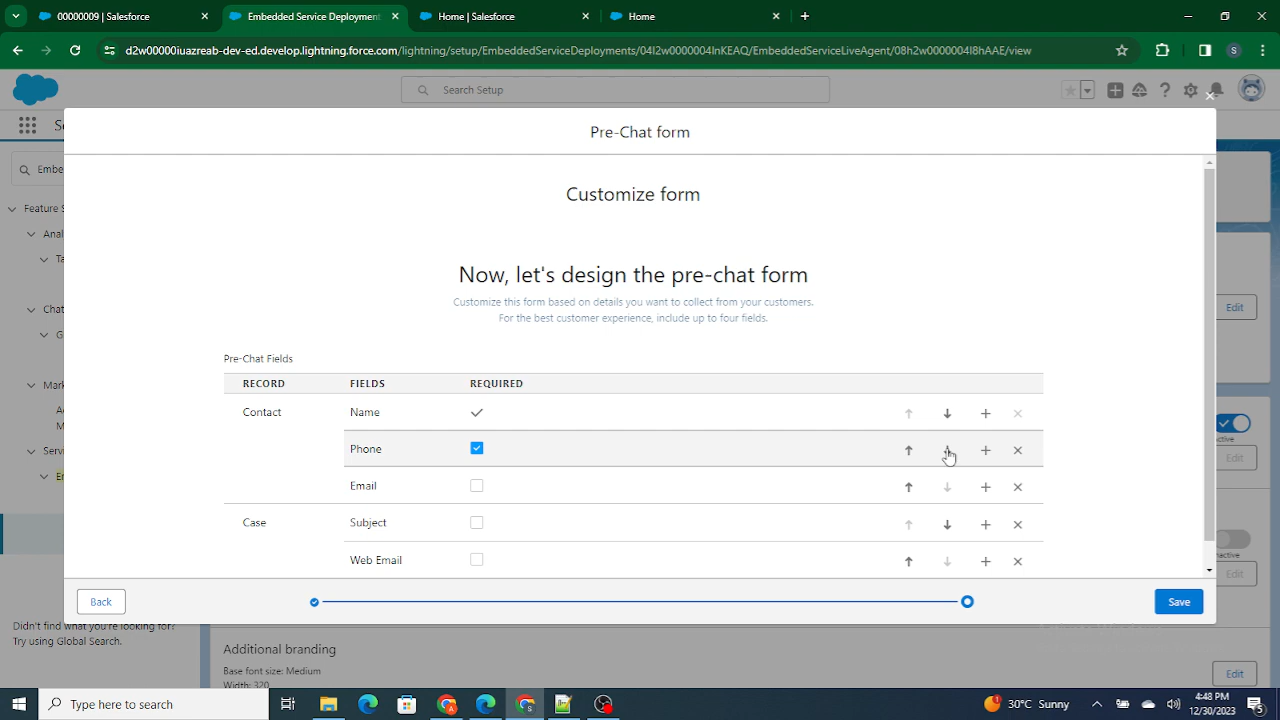 00000009 | Salesforce
Embedded Service Deployment
Home | Salesforce
Home
d2w00000iuazreab-dev-ed.develop.lightning.force.com/lightning/setup/EmbeddedServiceDeployments/04I2w0000004InKEAQ/EmbeddedServiceLiveAgent/08h2w0000004I8hAAE/view
S
Search Setup
Embe
Feature S
Chat
Mark
Pre-Chat form
Customize form
Now, let's design the pre-chat form
Customize this form based on details you want to collect from your customers.
For the best customer experience, include up to four fields.
Pre-Chat Fields
RECORD FIELDS REQUIRED
Contact Name
Phone
Email
Case Subject
Web Email
Back
Save
Edit
Edit
Edit
Didn't find what you're looking for?
Try using Global Search.
Additional branding
Base font size: Medium
Width: 320
Edit
Type here to search
30°C Sunny
4:48 PM
12/30/2023